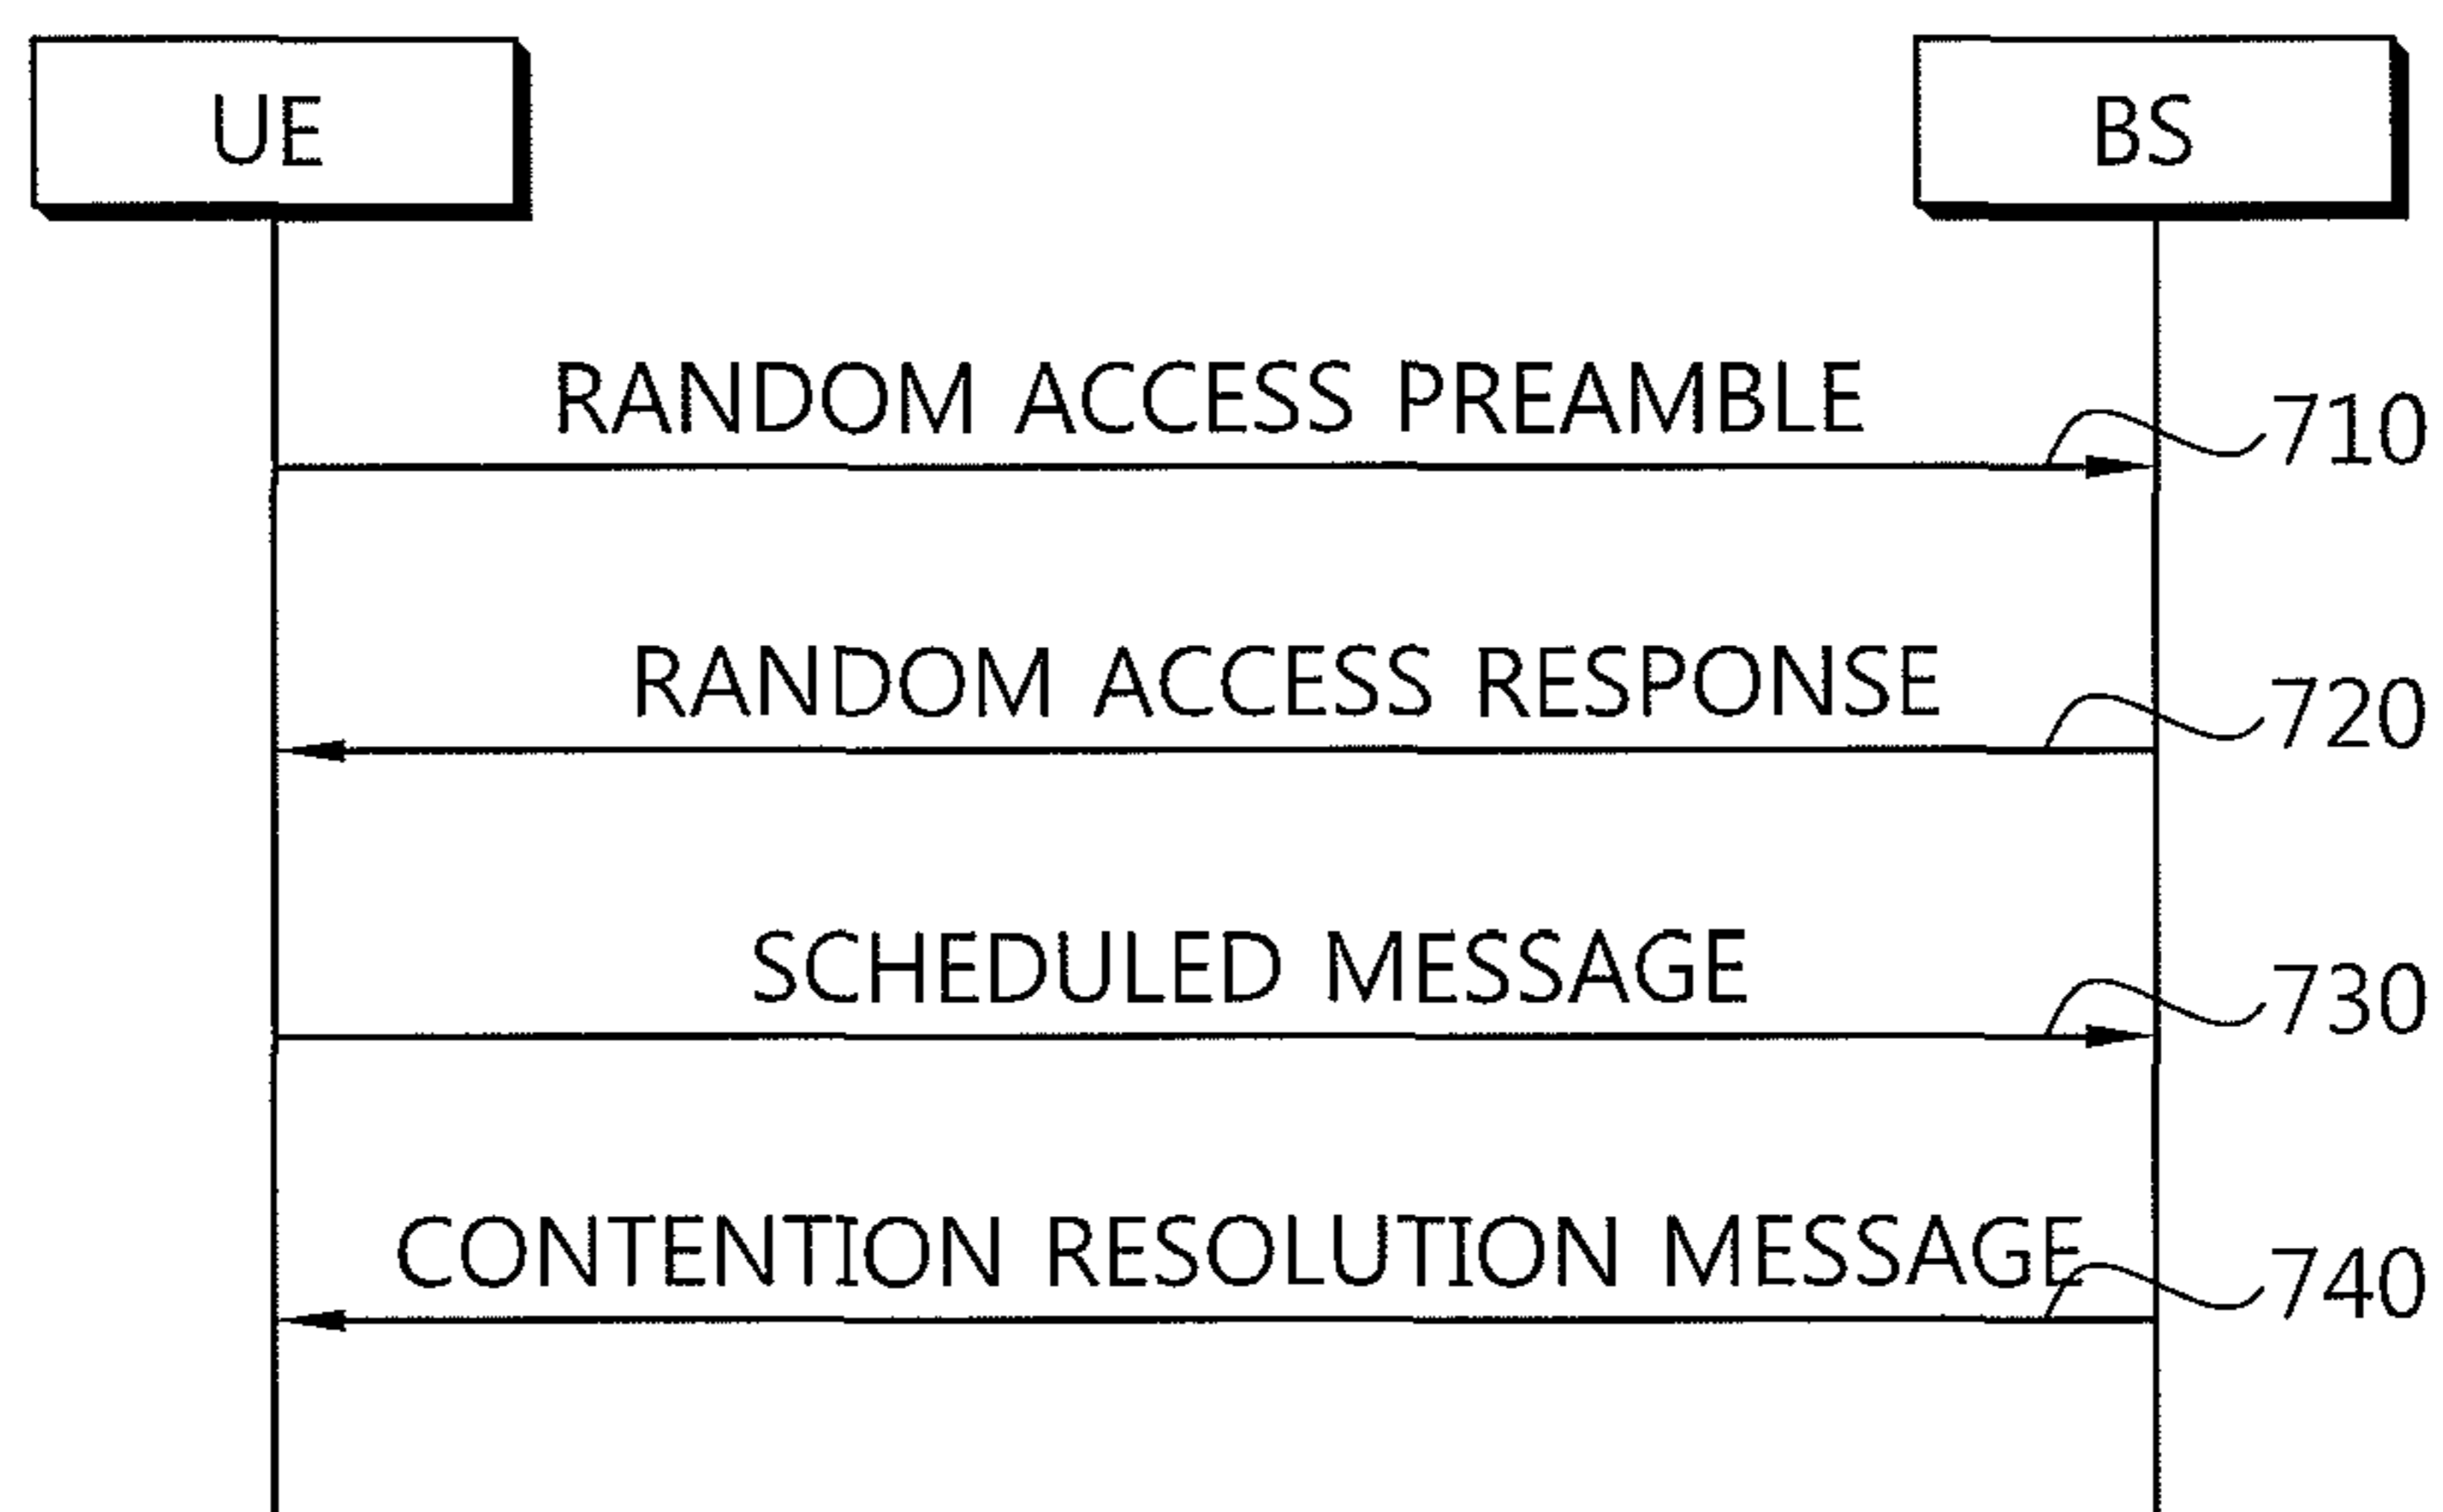 UE
BS
RANDOM ACCESS PREAMBLE
710
RANDOM ACCESS RESPONSE
720
SCHEDULED MESSAGE
730
CONTENTION RESOLUTION MESSAGE
740